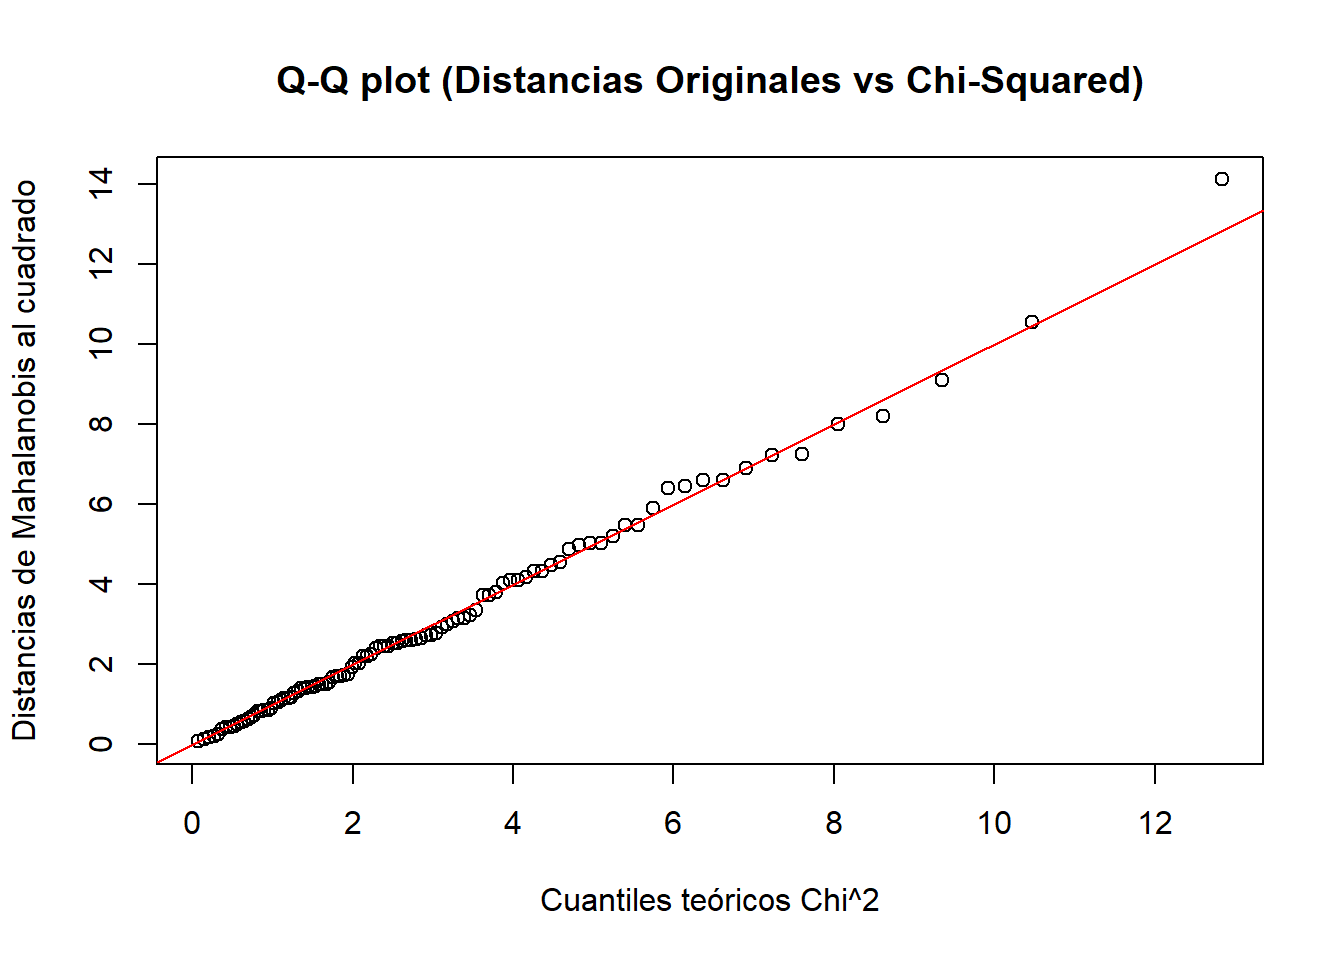 Q-Q plot (Distancias Originales vs Chi-Squared)
Distancias de Mahalanobis al cuadrado
14
12
10
8
6
4
2
0
0 2 4 6 8 10 12
Cuantiles teóricos Chi^2